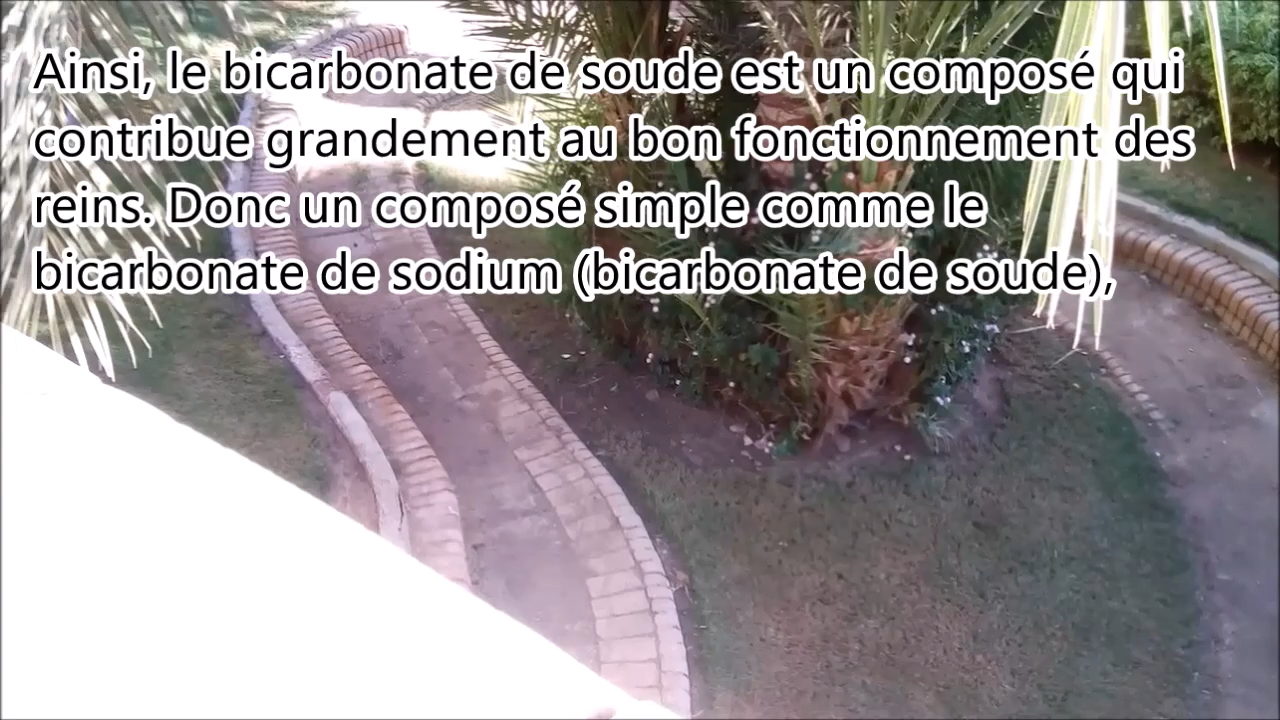 Ainsi, le bicarbonate de soude est un composé qui
contribue grandement au bon fonctionnement des
reins. Donc un composé simple comme le
bicarbonate de sodium (bicarbonate de soude),